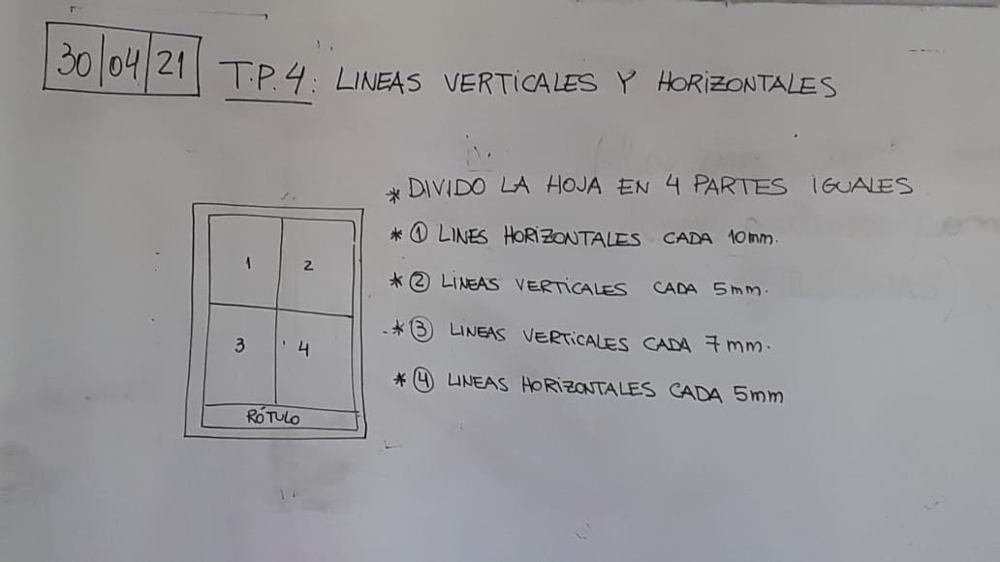 30/04/21 T.P.4: LINEAS VERTICALES Y HORIZONTALES
* DIVIDO LA HOJA EN 4 PARTES IGUALES
* ① LINES HORIZONTALES CADA 10mm.
* ② LINEAS VERTICALES CADA 5mm.
* ③ LINEAS VERTICALES CADA 7mm.
* ④ LINEAS HORIZONTALES CADA 5mm
1 2
3 4
RÓTULO